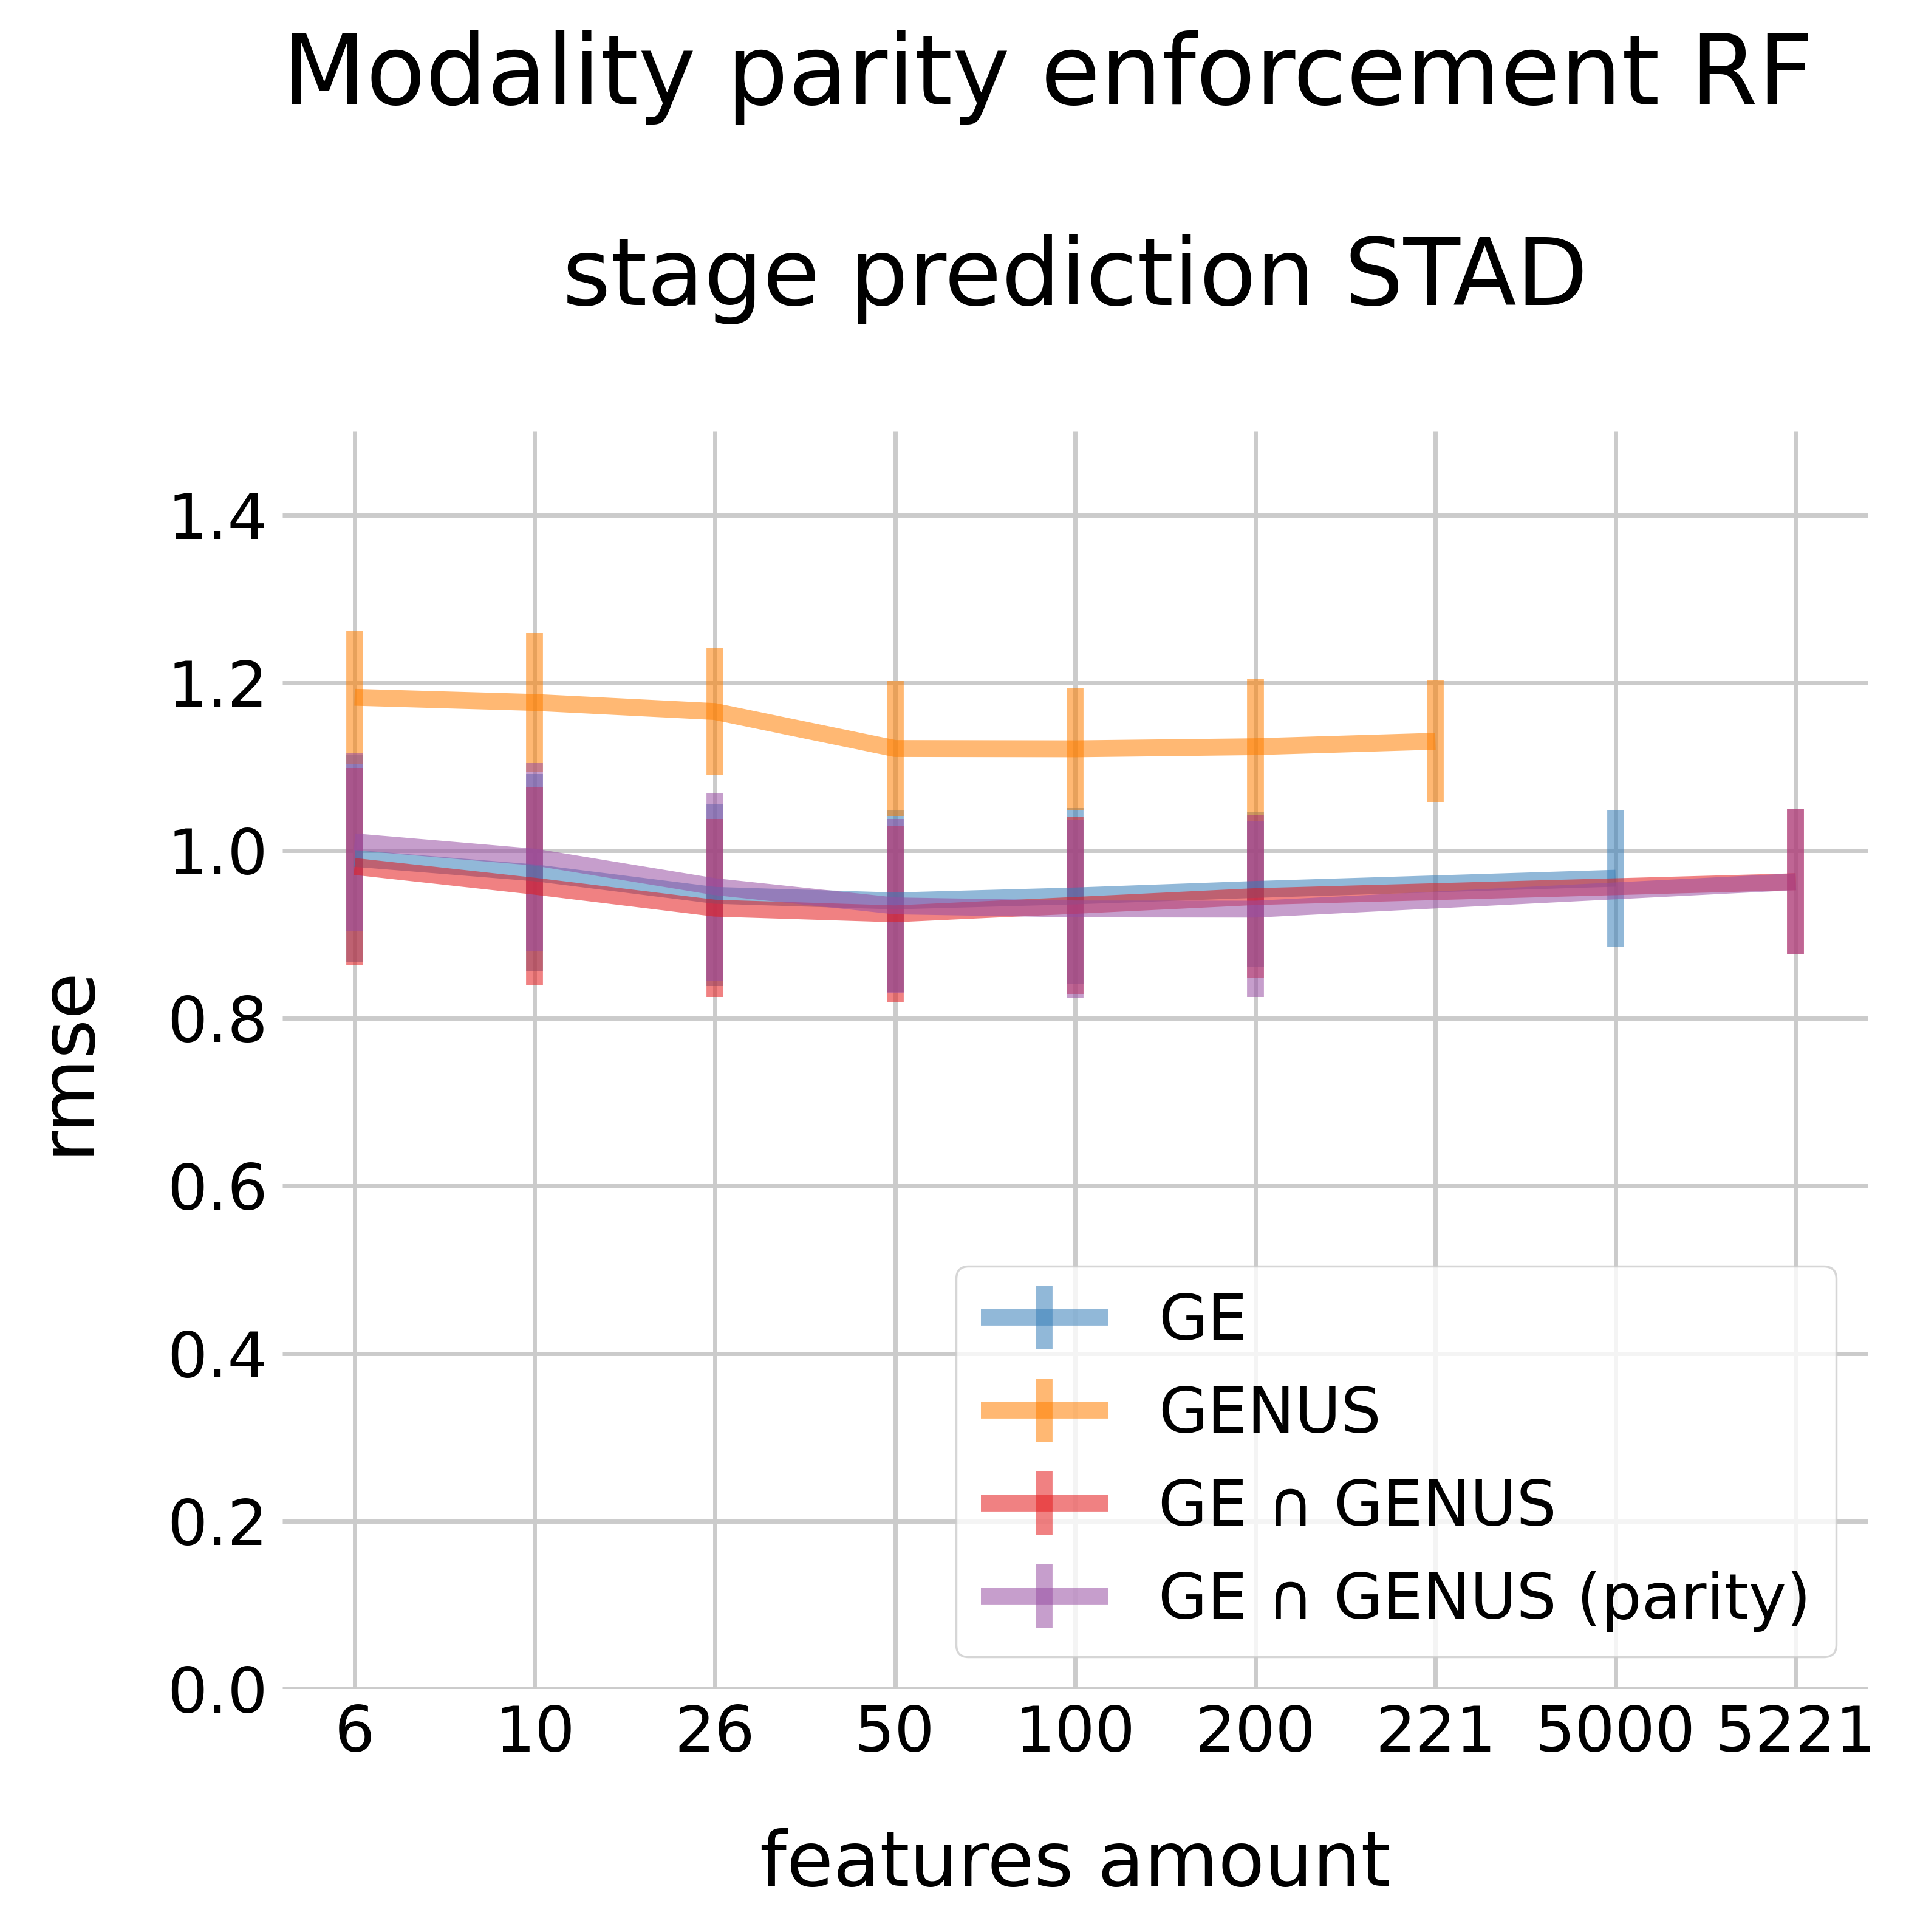 Modality parity enforcement RF
stage prediction STAD
1.4
1.2
1.0
0.8
0.6
0.4
0.2
0.0
rmse
GE
GENUS
GE ∩ GENUS
GE ∩ GENUS (parity)
6 10 26 50 100 200 221 5000 5221
features amount